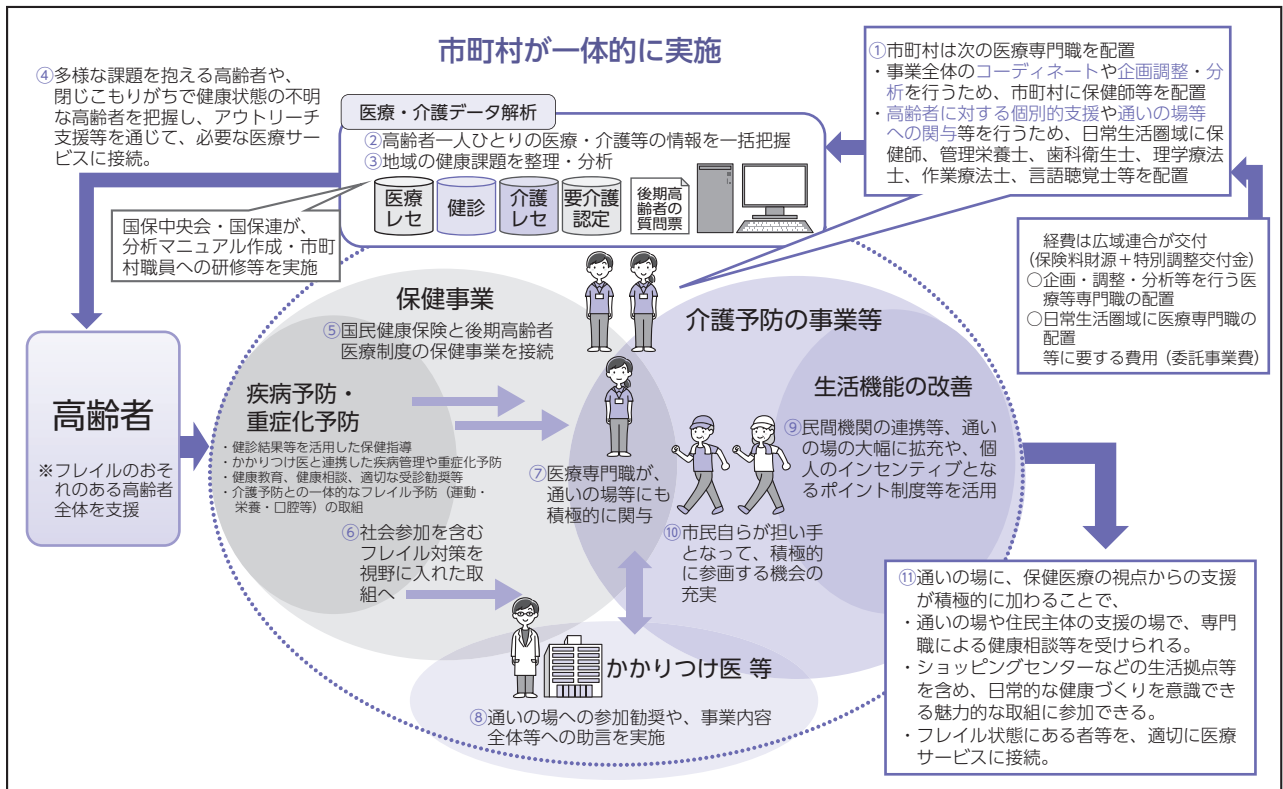 市町村が一体的に実施
①市町村は次の医療専門職を配置
・事業全体のコーディネートや企画調整・分
析を行うため、市町村に保健師等を配置
・高齢者に対する個別的支援や通いの場等
への関与等を行うため、日常生活圏域に保
健師、管理栄養士、歯科衛生士、理学療法
士、作業療法士、言語聴覚士等を配置
④多様な課題を抱える高齢者や、
閉じこもりがちで健康状態の不明
な高齢者を把握し、アウトリーチ
支援等を通じて、必要な医療サー
ビスに接続。
医療・介護データ解析
②高齢者一人ひとりの医療・介護等の情報を一括把握
③地域の健康課題を整理・分析
医療
レセ
健診
介護
レセ
要介護
認定
後期高
齢者の
質問票
国保中央会・国保連が、
分析マニュアル作成・市町
村職員への研修等を実施
経費は広域連合が交付
(保険料財源+特別調整交付金)
○企画・調整・分析等を行う医
療等専門職の配置
○日常生活圏域に医療専門職の
配置
等に要する費用(委託事業費)
保健事業
⑤国民健康保険と後期高齢者
医療制度の保健事業を接続
介護予防の事業等
高齢者
※フレイルのおそ
れのある高齢者
全体を支援
疾病予防・
重症化予防
・健診結果等を活用した保健指導
・かかりつけ医と連携した疾病管理や重症化予防
・健康教育、健康相談、適切な受診勧奨等
・介護予防との一体的なフレイル予防(運動・
栄養・口腔等)の取組
生活機能の改善
⑨民間機関の連携等、通い
の場の大幅に拡充や、個
人のインセンティブとな
るポイント制度等を活用
⑦医療専門職が、
通いの場等にも
積極的に関与
⑥社会参加を含む
フレイル対策を
視野に入れた取
組へ
⑩市民自らが担い手
となって、積極的
に参画する機会の
充実
かかりつけ医 等
⑧通いの場への参加勧奨や、事業内容
全体等への助言を実施
⑪通いの場に、保健医療の視点からの支援
が積極的に加わることで、
・通いの場や住民主体の支援の場で、専門
職による健康相談等を受けられる。
・ショッピングセンターなどの生活拠点等
を含め、日常的な健康づくりを意識でき
る魅力的な取組に参加できる。
・フレイル状態にある者等を、適切に医療
サービスに接続。